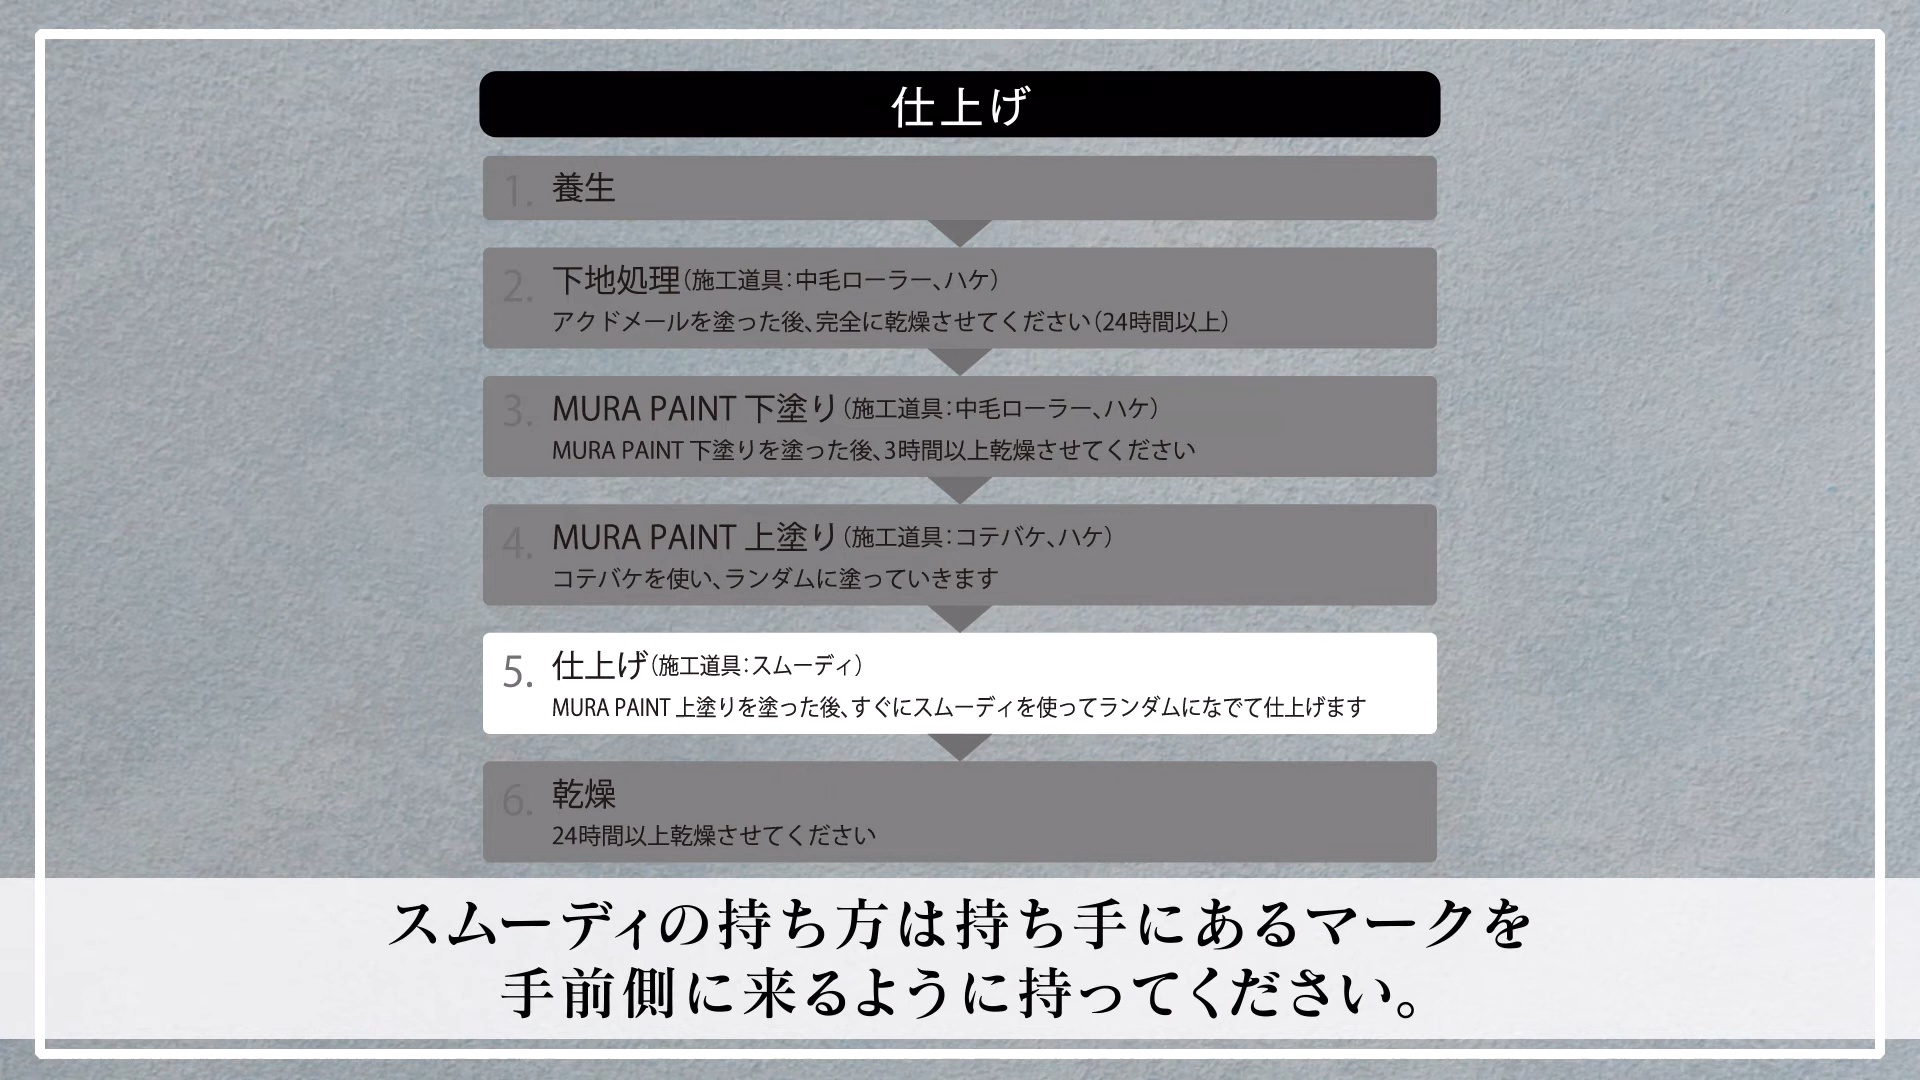 仕上げ
1. 養生
2. 下地処理(施工道具:中毛ローラー、ハケ)
アクドメールを塗った後、完全に乾燥させてください(24時間以上)
3. MURA PAINT 下塗り(施工道具:中毛ローラー、ハケ)
MURA PAINT 下塗りを塗った後、3時間以上乾燥させてください
4. MURA PAINT 上塗り(施工道具:コテバケ、ハケ)
コテバケを使い、ランダムに塗っていきます
5. 仕上げ(施工道具:スムーディ)
MURA PAINT 上塗りを塗った後、すぐにスムーディを使ってランダムになでて仕上げます
6. 乾燥
24時間以上乾燥させてください
スムーディの持ち方は持ち手にあるマークを
手前側に来るように持ってください。